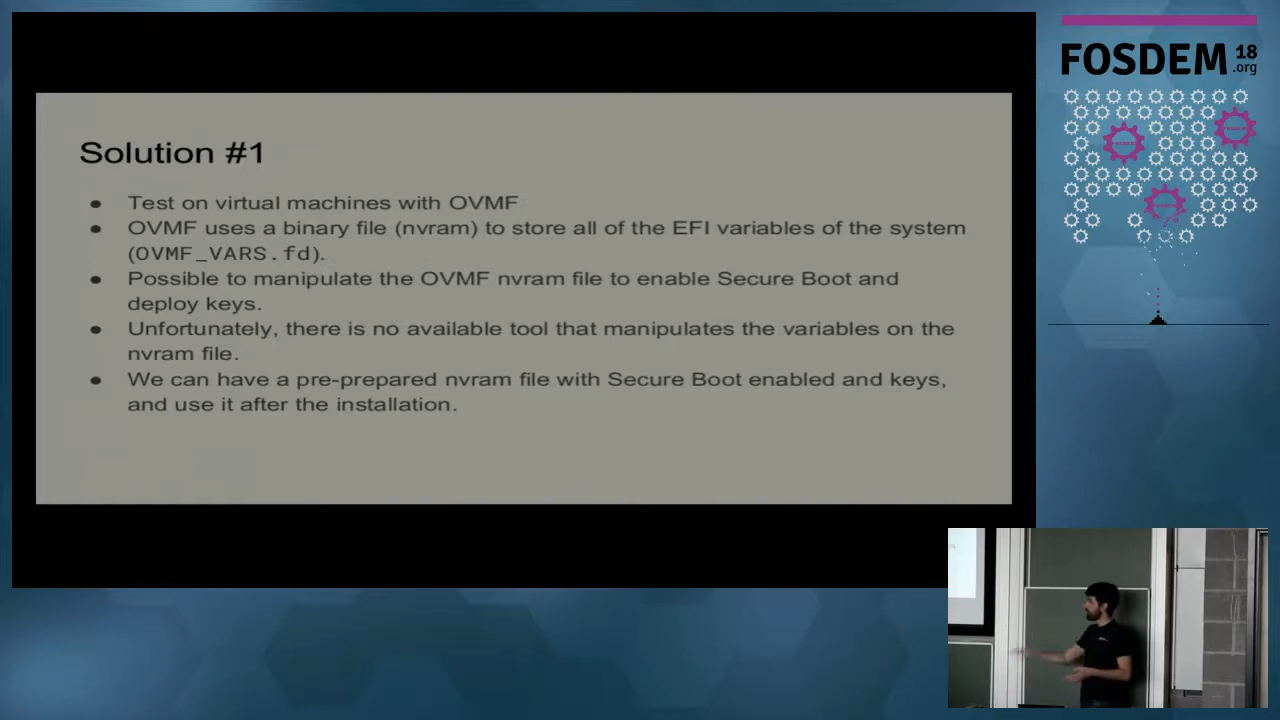 FOSDEM 18
.org
Solution #1
● Test on virtual machines with OVMF
● OVMF uses a binary file (nvram) to store all of the EFI variables of the system
(OVMF_VARS.fd).
● Possible to manipulate the OVMF nvram file to enable Secure Boot and
deploy keys.
● Unfortunately, there is no available tool that manipulates the variables on the
nvram file.
● We can have a pre-prepared nvram file with Secure Boot enabled and keys,
and use it after the installation.